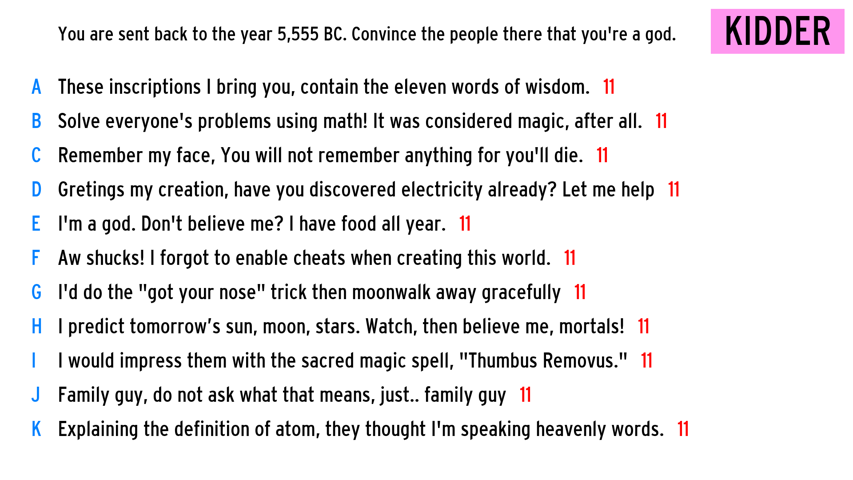 You are sent back to the year 5,555 BC. Convince the people there that you're a god.
KIDDER
A These inscriptions I bring you, contain the eleven words of wisdom. 11
B Solve everyone's problems using math! It was considered magic, after all. 11
C Remember my face, You will not remember anything for you'll die. 11
D Gretings my creation, have you discovered electricity already? Let me help 11
E I'm a god. Don't believe me? I have food all year. 11
F Aw shucks! I forgot to enable cheats when creating this world. 11
G I'd do the "got your nose" trick then moonwalk away gracefully 11
H I predict tomorrow’s sun, moon, stars. Watch, then believe me, mortals! 11
I I would impress them with the sacred magic spell, "Thumbus Removus." 11
J Family guy, do not ask what that means, just.. family guy 11
K Explaining the definition of atom, they thought I'm speaking heavenly words. 11